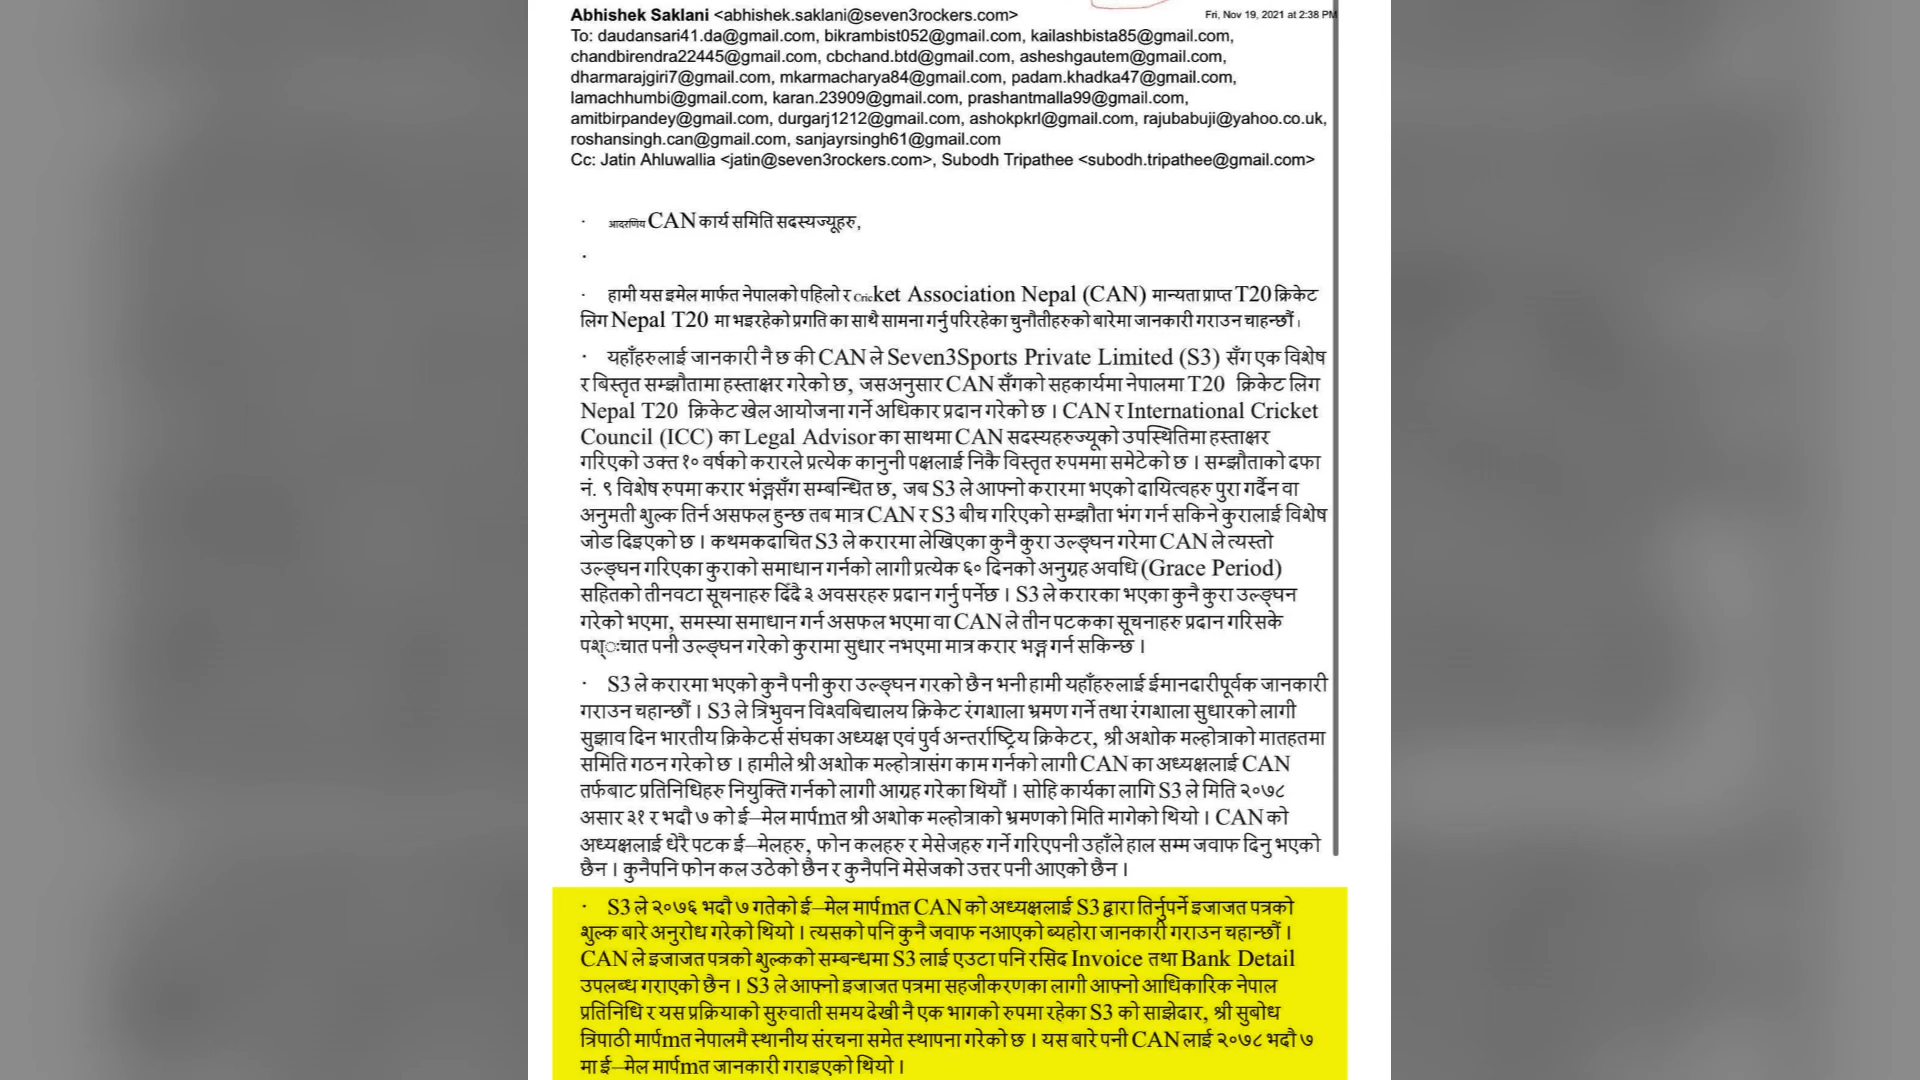 Abhishek Saklani <abhishek.saklani@seven3rockers.com> Fri, Nov 19, 2021 at 2:38 PM
To: daudansari41.da@gmail.com, bikrambist052@gmail.com, kailashbista85@gmail.com,
chandbirendra22445@gmail.com, cbchand.btd@gmail.com, asheshgautem@gmail.com,
dharmarajgiri7@gmail.com, mkarmacharya84@gmail.com, padam.khadka47@gmail.com,
lamachhumbi@gmail.com, karan.23909@gmail.com, prashantmalla99@gmail.com,
amitbirpandey@gmail.com, durgarj1212@gmail.com, ashokpkrl@gmail.com, rajubabuji@yahoo.co.uk,
roshansingh.can@gmail.com, sanjayrsingh61@gmail.com
Cc: Jatin Ahluwallia <jatin@seven3rockers.com>, Subodh Tripathee <subodh.tripathee@gmail.com>
· आदरणिय CAN कार्य समिति सदस्यज्यूहरु,
·
· हामी यस इमेल मार्फत नेपालको पहिलो र Cricket Association Nepal (CAN) मान्यता प्राप्त T20 क्रिकेट
लिग Nepal T20 मा भइरहेको प्रगति का साथै सामना गर्नु परिरहेका चुनौतीहरुको बारेमा जानकारी गराउन चाहन्छौं।
· यहाँहरुलाई जानकारी नै छ की CAN ले Seven3Sports Private Limited (S3) सँग एक विशेष
र बिस्तृत सम्झौतामा हस्ताक्षर गरेको छ, जसअनुसार CAN सँगको सहकार्यमा नेपालमा T20 क्रिकेट लिग
Nepal T20 क्रिकेट खेल आयोजना गर्ने अधिकार प्रदान गरेको छ । CAN र International Cricket
Council (ICC) का Legal Advisor का साथमा CAN सदस्यहरुज्यूको उपस्थितिमा हस्ताक्षर
गरिएको उक्त १० वर्षको करारले प्रत्येक कानुनी पक्षलाई निकै विस्तृत रुपममा समेटेको छ । सम्झौताको दफा
नं. ९ विशेष रुपमा करार भंङ्गसँग सम्बन्धित छ, जब S3 ले आफ्नो करारमा भएको दायित्वहरु पुरा गर्दैन वा
अनुमती शुल्क तिर्न असफल हुन्छ तब मात्र CAN र S3 बीच गरिएको सम्झौता भंग गर्न सकिने कुरालाई विशेष
जोड दिइएको छ । कथमकदाचित S3 ले करारमा लेखिएका कुनै कुरा उल्ङ्घन गरेमा CAN ले त्यस्तो
उल्ङ्घन गरिएका कुराको समाधान गर्नको लागी प्रत्येक ६० दिनको अनुग्रह अवधि (Grace Period)
सहितको तीनवटा सूचनाहरु दिँदै ३ अवसरहरु प्रदान गर्नु पर्नेछ । S3 ले करारका भएका कुनै कुरा उल्ङ्घन
गरेको भएमा, समस्या समाधान गर्न असफल भएमा वा CAN ले तीन पटकका सूचनाहरु प्रदान गरिसके
पश्ःचात पनी उल्ङ्घन गरेको कुरामा सुधार नभएमा मात्र करार भङ्ग गर्न सकिन्छ ।
· S3 ले करारमा भएको कुनै पनी कुरा उल्ङ्घन गरको छैन भनी हामी यहाँहरुलाई ईमानदारीपूर्वक जानकारी
गराउन चहान्छौं । S3 ले त्रिभुवन विश्वबिद्यालय क्रिकेट रंगशाला भ्रमण गर्ने तथा रंगशाला सुधारको लागी
सुझाव दिन भारतीय क्रिकेटर्स संघका अध्यक्ष एवं पुर्व अन्तर्राष्ट्रिय क्रिकेटर, श्री अशोक मल्होत्राको मातहतमा
समिति गठन गरेको छ । हामीले श्री अशोक मल्होत्रासंग काम गर्नको लागी CAN का अध्यक्षलाई CAN
तर्फबाट प्रतिनिधिहरु नियुक्ति गर्नको लागी आग्रह गरेका थियौं । सोहि कार्यका लागि S3 ले मिति २०७८
असार ३१ र भदौ ७ को ई–मेल मार्पmत श्री अशोक मल्होत्राको भ्रमणको मिति मागेको थियो । CAN को
अध्यक्षलाई धेरै पटक ई–मेलहरु, फोन कलहरु र मेसेजहरु गर्ने गरिएपनी उहाँले हाल सम्म जवाफ दिनु भएको
छैन । कुनैपनि फोन कल उठेको छैन र कुनैपनि मेसेजको उत्तर पनी आएको छैन ।
· S3 ले २०७६ भदौ ७ गतेको ई–मेल मार्पmत CAN को अध्यक्षलाई S3 द्वारा तिर्नुपर्ने इजाजत पत्रको
शुल्क बारे अनुरोध गरेको थियो । त्यसको पनि कुनै जवाफ नआएको ब्यहोरा जानकारी गराउन चहान्छौं ।
CAN ले इजाजत पत्रको शुल्कको सम्बन्धमा S3 लाई एउटा पनि रसिद Invoice तथा Bank Detail
उपलब्ध गराएको छैन । S3 ले आफ्नो इजाजत पत्रमा सहजीकरणका लागी आफ्नो आधिकारिक नेपाल
प्रतिनिधि र यस प्रक्रियाको सुरुवाती समय देखी नै एक भागको रुपमा रहेका S3 को साझेदार, श्री सुबोध
त्रिपाठी मार्पmत नेपालमै स्थानीय संरचना समेत स्थापना गरेको छ । यस बारे पनी CAN लाई २०७८ भदौ ७
मा ई–मेल मार्पmत जानकारी गराइएको थियो ।